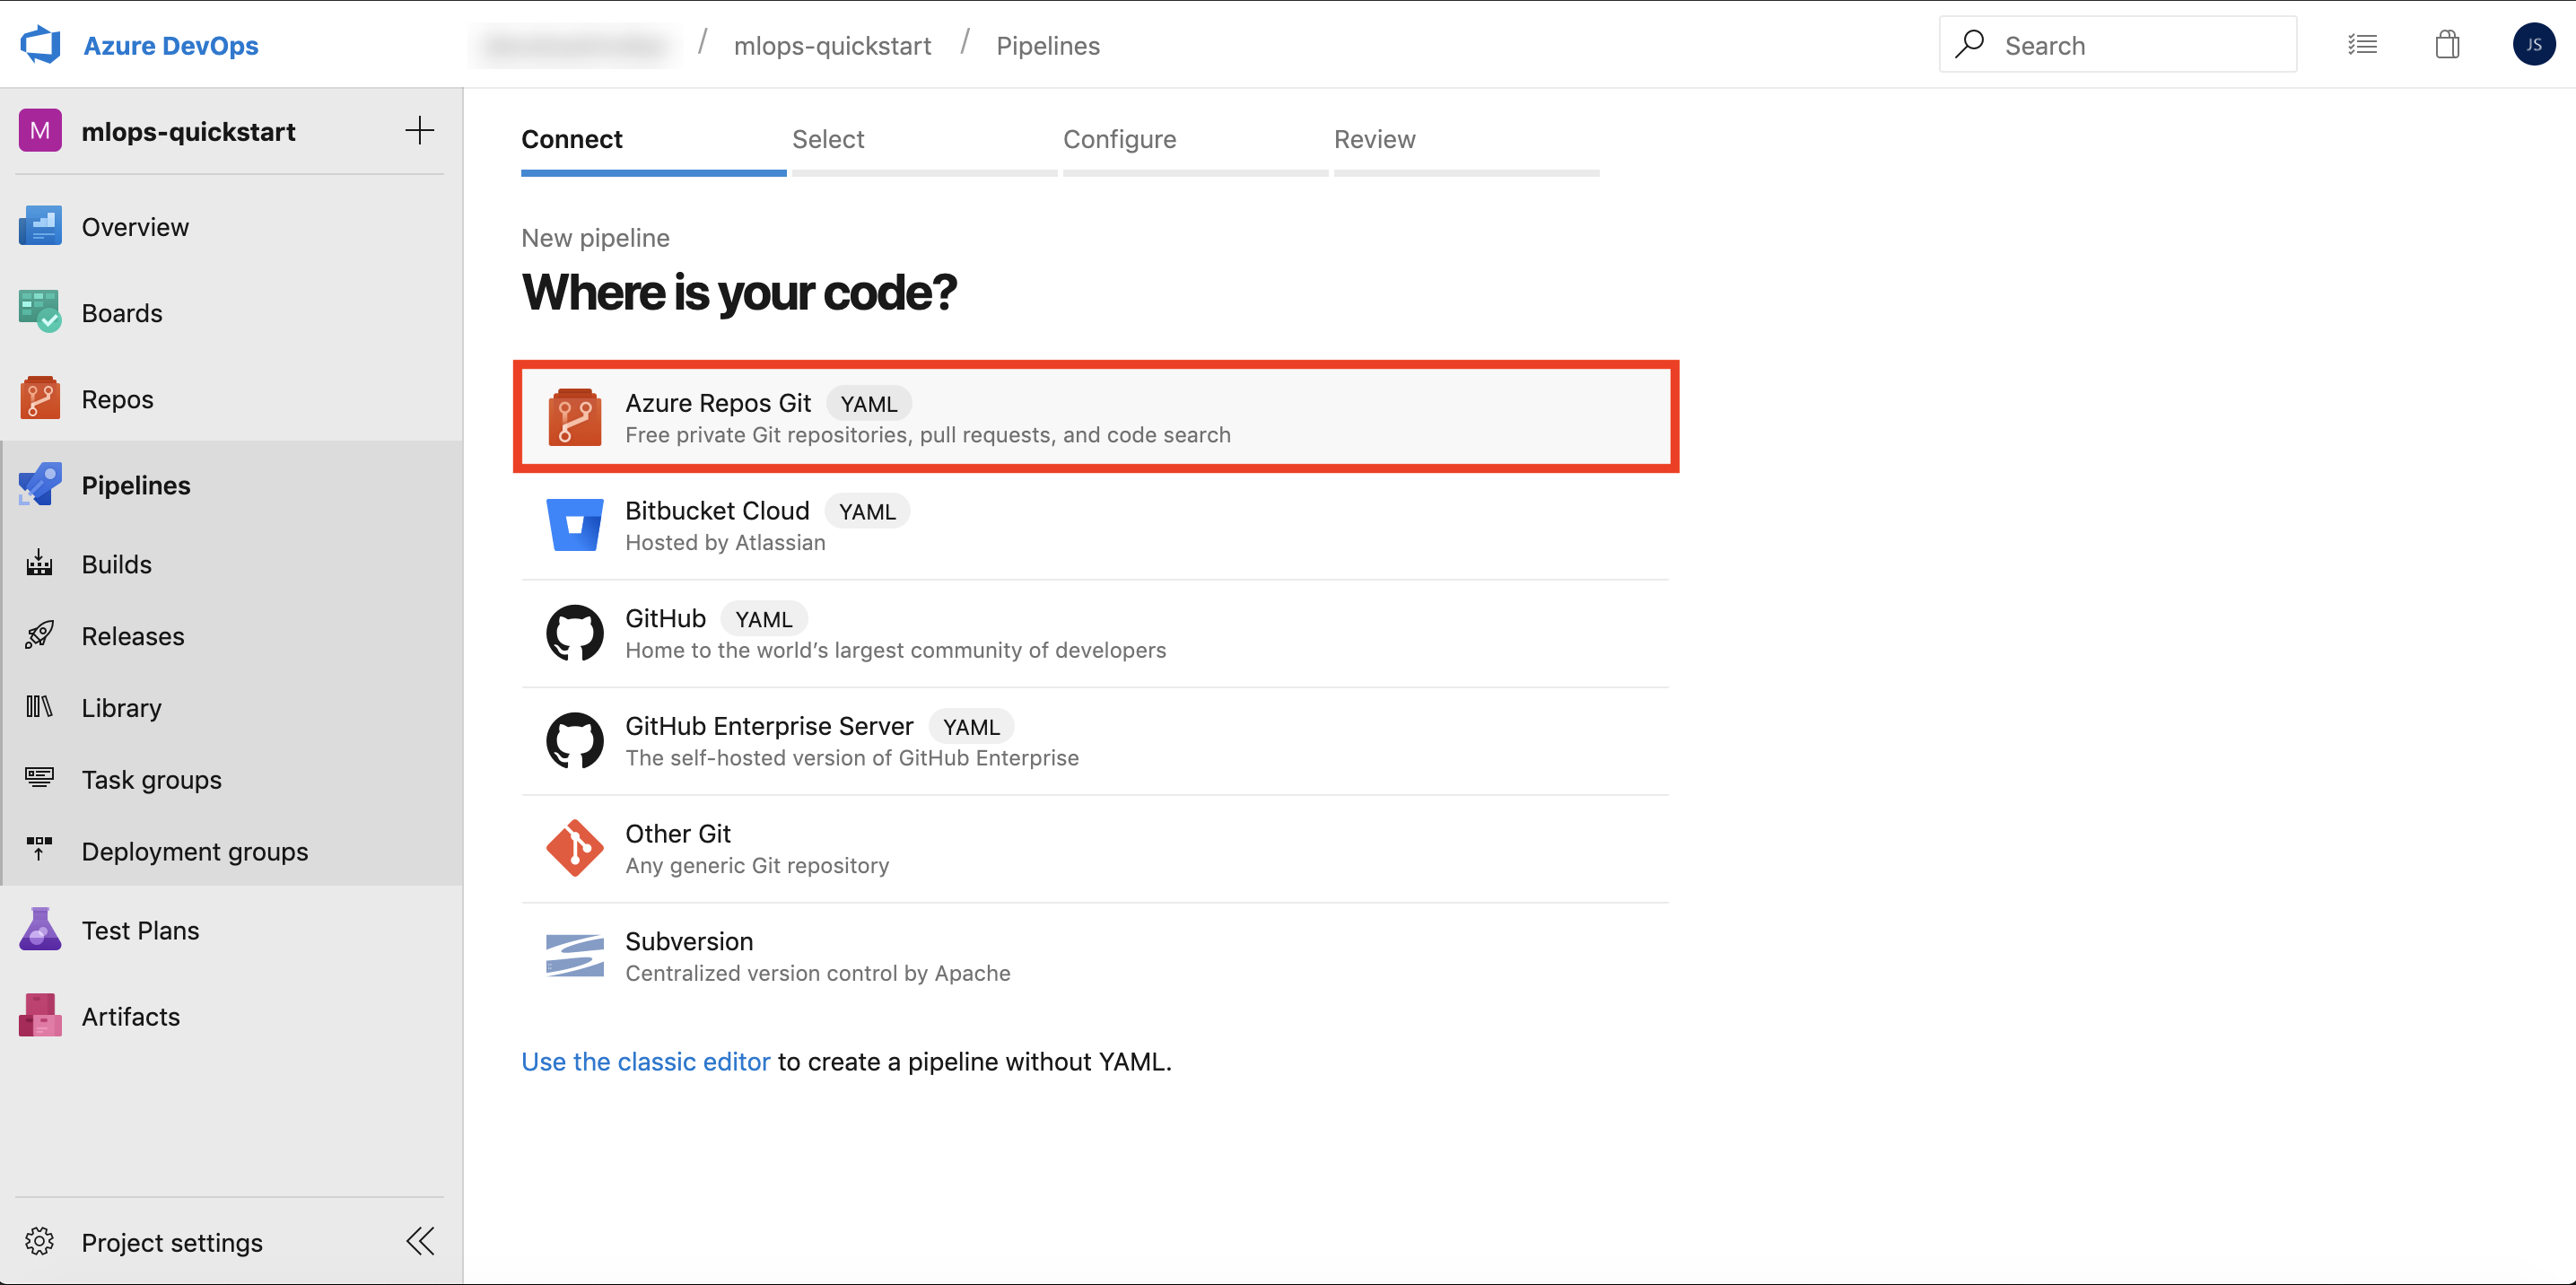 Azure DevOps
/ mlops-quickstart / Pipelines
Search
JS
M mlops-quickstart
Overview
Boards
Repos
Pipelines
Builds
Releases
Library
Task groups
Deployment groups
Test Plans
Artifacts
Project settings
Connect Select Configure Review
New pipeline
Where is your code?
Azure Repos Git YAML
Free private Git repositories, pull requests, and code search
Bitbucket Cloud YAML
Hosted by Atlassian
GitHub YAML
Home to the world’s largest community of developers
GitHub Enterprise Server YAML
The self-hosted version of GitHub Enterprise
Other Git
Any generic Git repository
Subversion
Centralized version control by Apache
Use the classic editor to create a pipeline without YAML.